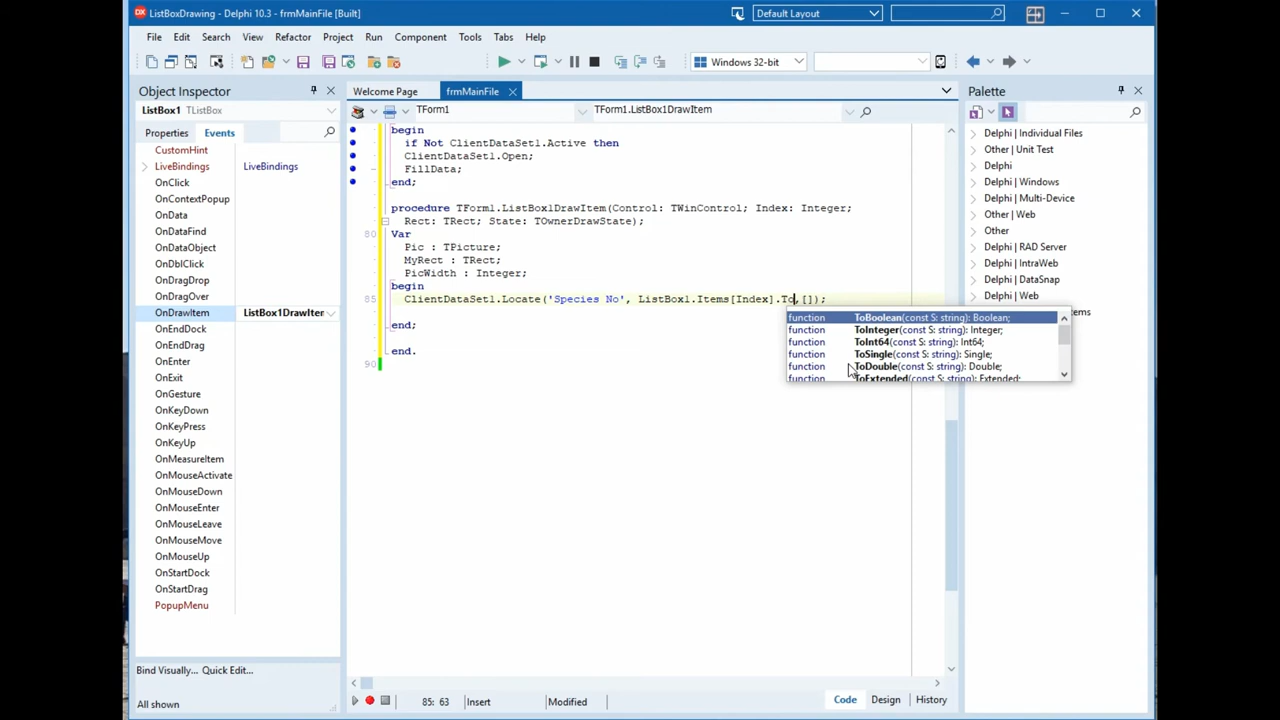 ListBoxDrawing - Delphi 10.3 - frmMainFile [Built]
Default Layout
File Edit Search View Refactor Project Run Component Tools Tabs Help
Windows 32-bit
Object Inspector
ListBox1 TListBox
Properties Events
CustomHint
LiveBindings LiveBindings
OnClick
OnContextPopup
OnData
OnDataFind
OnDataObject
OnDblClick
OnDragDrop
OnDragOver
OnDrawItem ListBox1DrawIter
OnEndDock
OnEndDrag
OnEnter
OnExit
OnGesture
OnKeyDown
OnKeyPress
OnKeyUp
OnMeasureItem
OnMouseActivate
OnMouseDown
OnMouseEnter
OnMouseLeave
OnMouseMove
OnMouseUp
OnStartDock
OnStartDrag
PopupMenu
Bind Visually... Quick Edit...
All shown
Welcome Page frmMainFile
TForm1 TForm1.ListBox1DrawItem
begin
if Not ClientDataSet1.Active then
ClientDataSet1.Open;
FillData;
end;
procedure TForm1.ListBox1DrawItem(Control: TWinControl; Index: Integer;
Rect: TRect; State: TOwnerDrawState);
80 Var
Pic : TPicture;
MyRect : TRect;
PicWidth : Integer;
begin
85 ClientDataSet1.Locate('Species No', ListBox1.Items[Index].To,[]);
end;
end.
90
function ToBoolean(const S: string): Boolean;
function ToInteger(const S: string): Integer;
function ToInt64(const S: string): Int64;
function ToSingle(const S: string): Single;
function ToDouble(const S: string): Double;
function ToExtended(const S: string): Extended;
85: 63 Insert Modified
Code Design History
Palette
Delphi | Individual Files
Other | Unit Test
Delphi
Delphi | Windows
Delphi | Multi-Device
Other | Web
Other
Delphi | RAD Server
Delphi | IntraWeb
Delphi | DataSnap
Delphi | Web